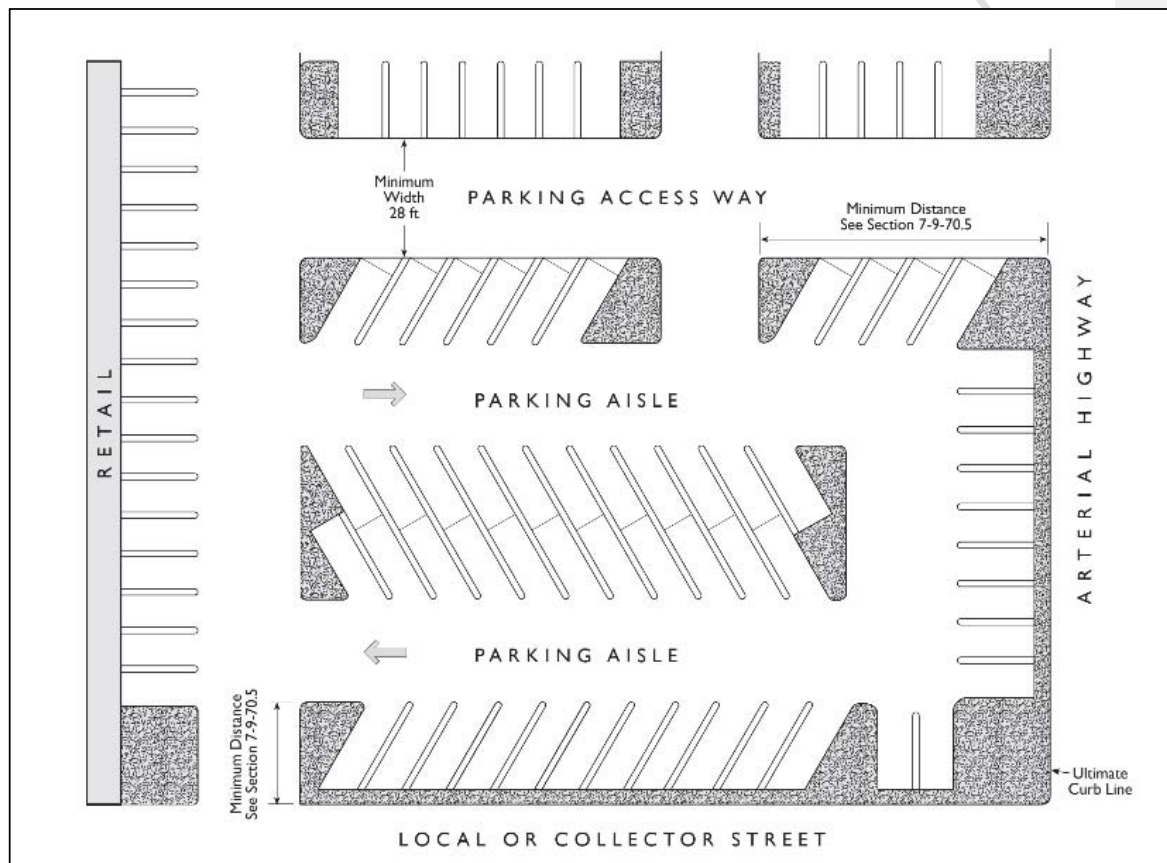 Minimum
Width
28 ft
PARKING ACCESS WAY
Minimum Distance
See Section 7-9-70.5
RETAIL
ARTERIAL HIGHWAY
PARKING AISLE
PARKING AISLE
Minimum Distance
See Section 7-9-70.5
Ultimate
Curb Line
LOCAL OR COLLECTOR STREET